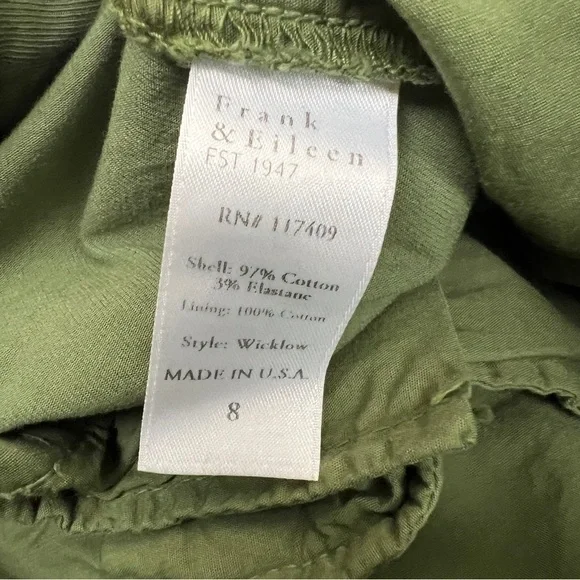 Frank
& Eileen
EST 1947
RN# 117409
Shell: 97% Cotton
3% Elastane
Lining: 100% Cotton
Style: Wicklow
MADE IN U.S.A.
8